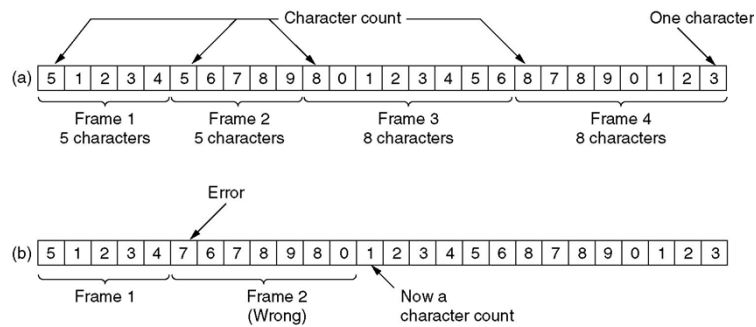 Character count
One character
(a) 5 1 2 3 4 5 6 7 8 9 8 0 1 2 3 4 5 6 8 7 8 9 0 1 2 3
Frame 1 Frame 2 Frame 3 Frame 4
5 characters 5 characters 8 characters 8 characters
Error
(b) 5 1 2 3 4 7 6 7 8 9 8 0 1 2 3 4 5 6 8 7 8 9 0 1 2 3
Frame 1 Frame 2 Now a
(Wrong) character count